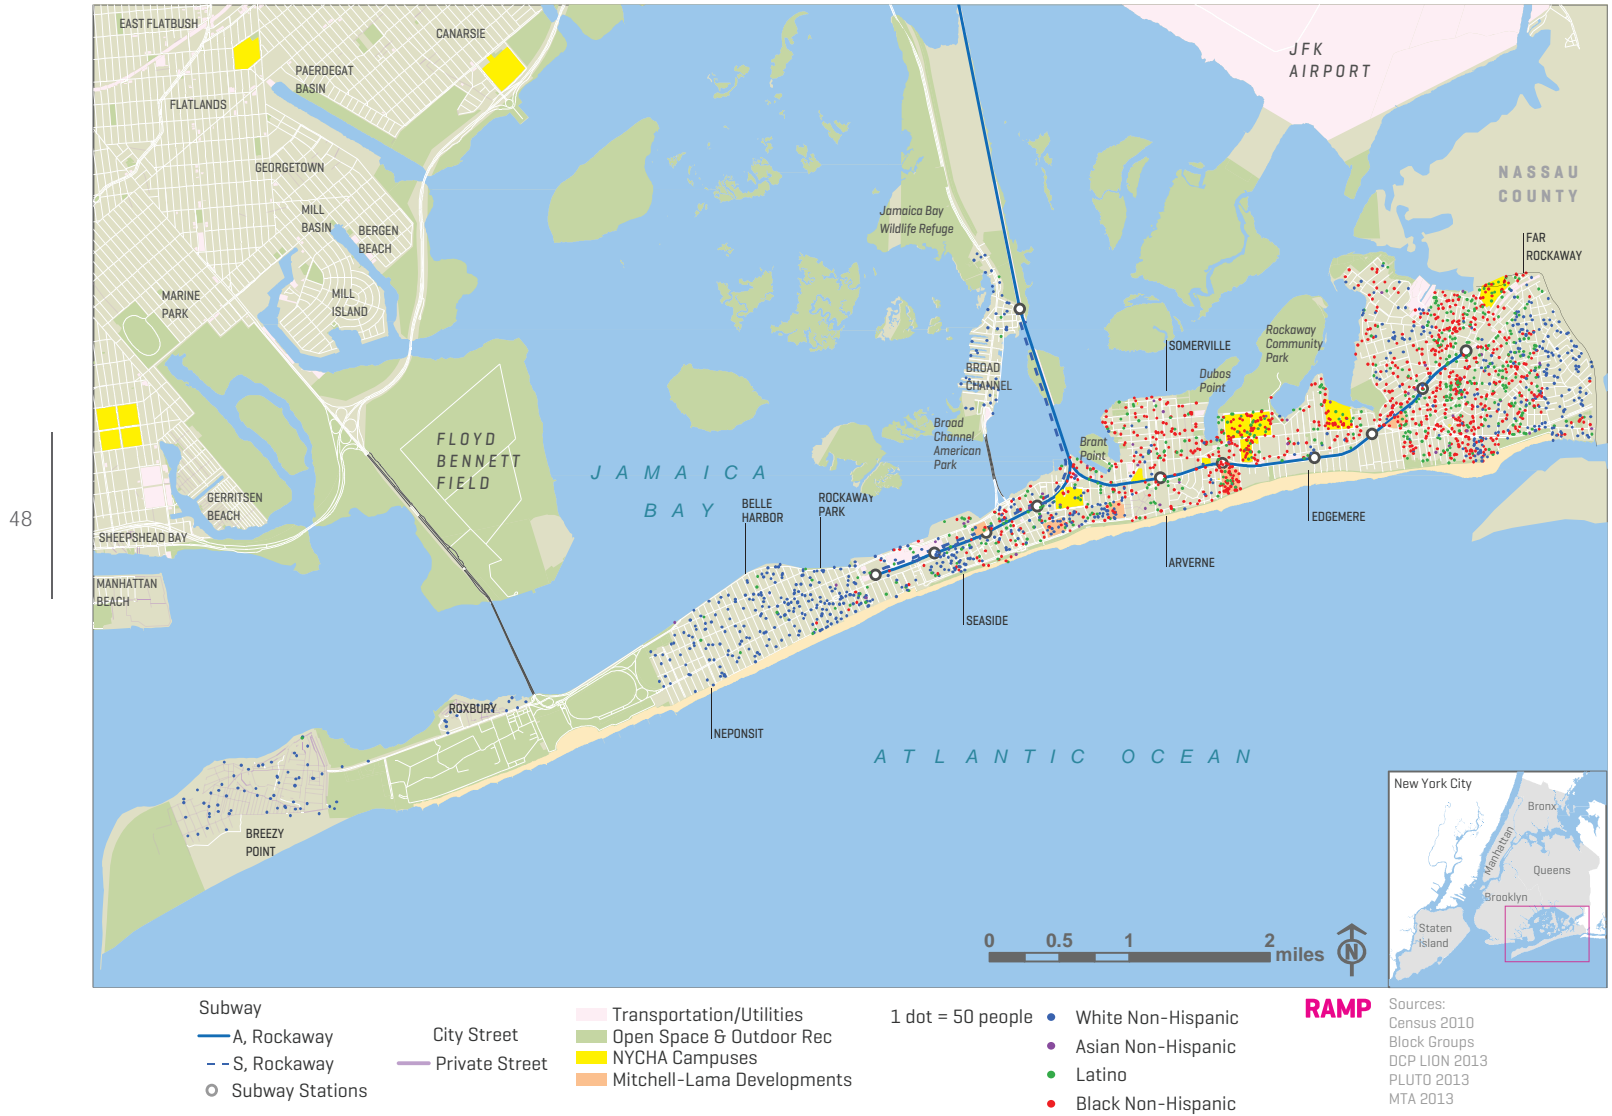 EAST FLATBUSH
CANARSIE
PAERDEGAT
BASIN
FLATLANDS
GEORGETOWN
MILL
BASIN
BERGEN
BEACH
MARINE
PARK
MILL
ISLAND
JFK
AIRPORT
NASSAU
COUNTY
FAR
ROCKAWAY
Jamaica Bay
Wildlife Refuge
Rockaway
Community
Park
SOMERVILLE
Dubos
Point
BROAD
CHANNEL
Broad
Channel
American
Park
Brant
Point
FLOYD
BENNETT
FIELD
JAMAICA
BAY
BELLE
HARBOR
ROCKAWAY
PARK
GERRITSEN
BEACH
SHEEPSHEAD BAY
MANHATTAN
BEACH
48
EDGEMERE
ARVERNE
SEASIDE
NEPONSIT
ROXBURY
BREEZY
POINT
ATLANTIC OCEAN
0 0.5 1 2 miles
N
New York City
Bronx
Manhattan
Queens
Brooklyn
Staten
Island
Subway
A, Rockaway
S, Rockaway
Subway Stations
City Street
Private Street
Transportation/Utilities
Open Space & Outdoor Rec
NYCHA Campuses
Mitchell-Lama Developments
1 dot = 50 people
White Non-Hispanic
Asian Non-Hispanic
Latino
Black Non-Hispanic
RAMP
Sources:
Census 2010
Block Groups
DCP LION 2013
PLUTO 2013
MTA 2013